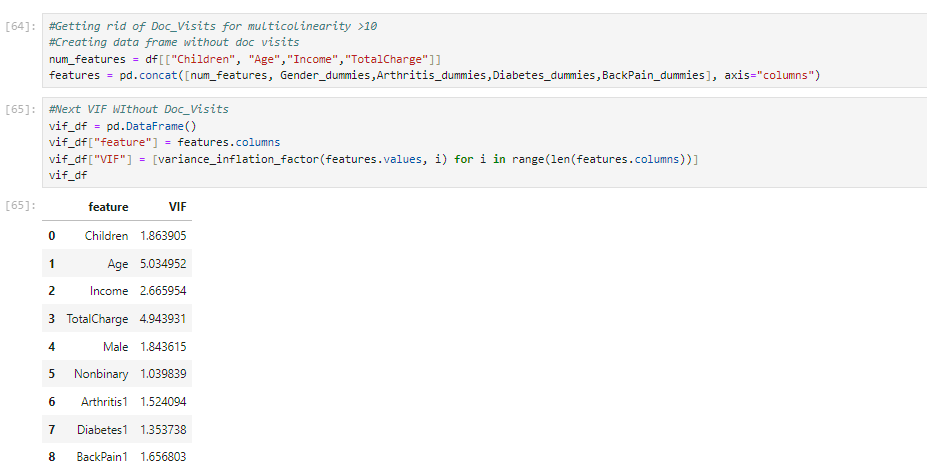 [64]: #Getting rid of Doc_Visits for multicolinearity >10
#Creating data frame without doc visits
num_features = df[["Children", "Age","Income","TotalCharge"]]
features = pd.concat([num_features, Gender_dummies,Arthritis_dummies,Diabetes_dummies,BackPain_dummies], axis="columns")
[65]: #Next VIF WIthout Doc_Visits
vif_df = pd.DataFrame()
vif_df["feature"] = features.columns
vif_df["VIF"] = [variance_inflation_factor(features.values, i) for i in range(len(features.columns))]
vif_df
[65]: feature VIF
0 Children 1.863905
1 Age 5.034952
2 Income 2.665954
3 TotalCharge 4.943931
4 Male 1.843615
5 Nonbinary 1.039839
6 Arthritis1 1.524094
7 Diabetes1 1.353738
8 BackPain1 1.656803